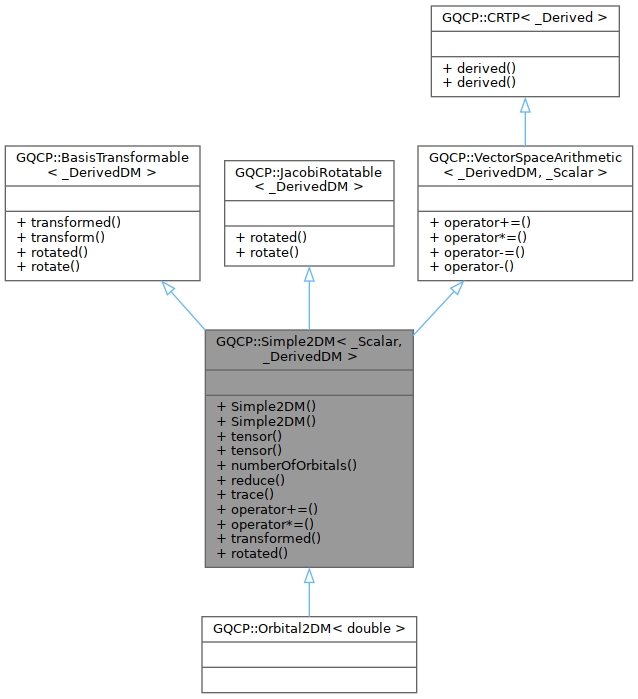 GQCP::CRTP< _Derived >
+ derived()
+ derived()
GQCP::BasisTransformable
< _DerivedDM >
+ transformed()
+ transform()
+ rotated()
+ rotate()
GQCP::JacobiRotatable
< _DerivedDM >
+ rotated()
+ rotate()
GQCP::VectorSpaceArithmetic
< _DerivedDM, _Scalar >
+ operator+=()
+ operator*=()
+ operator-=()
+ operator-()
GQCP::Simple2DM< _Scalar,
_DerivedDM >
+ Simple2DM()
+ Simple2DM()
+ tensor()
+ tensor()
+ numberOfOrbitals()
+ reduce()
+ trace()
+ operator+=()
+ operator*=()
+ transformed()
+ rotated()
GQCP::Orbital2DM< double >